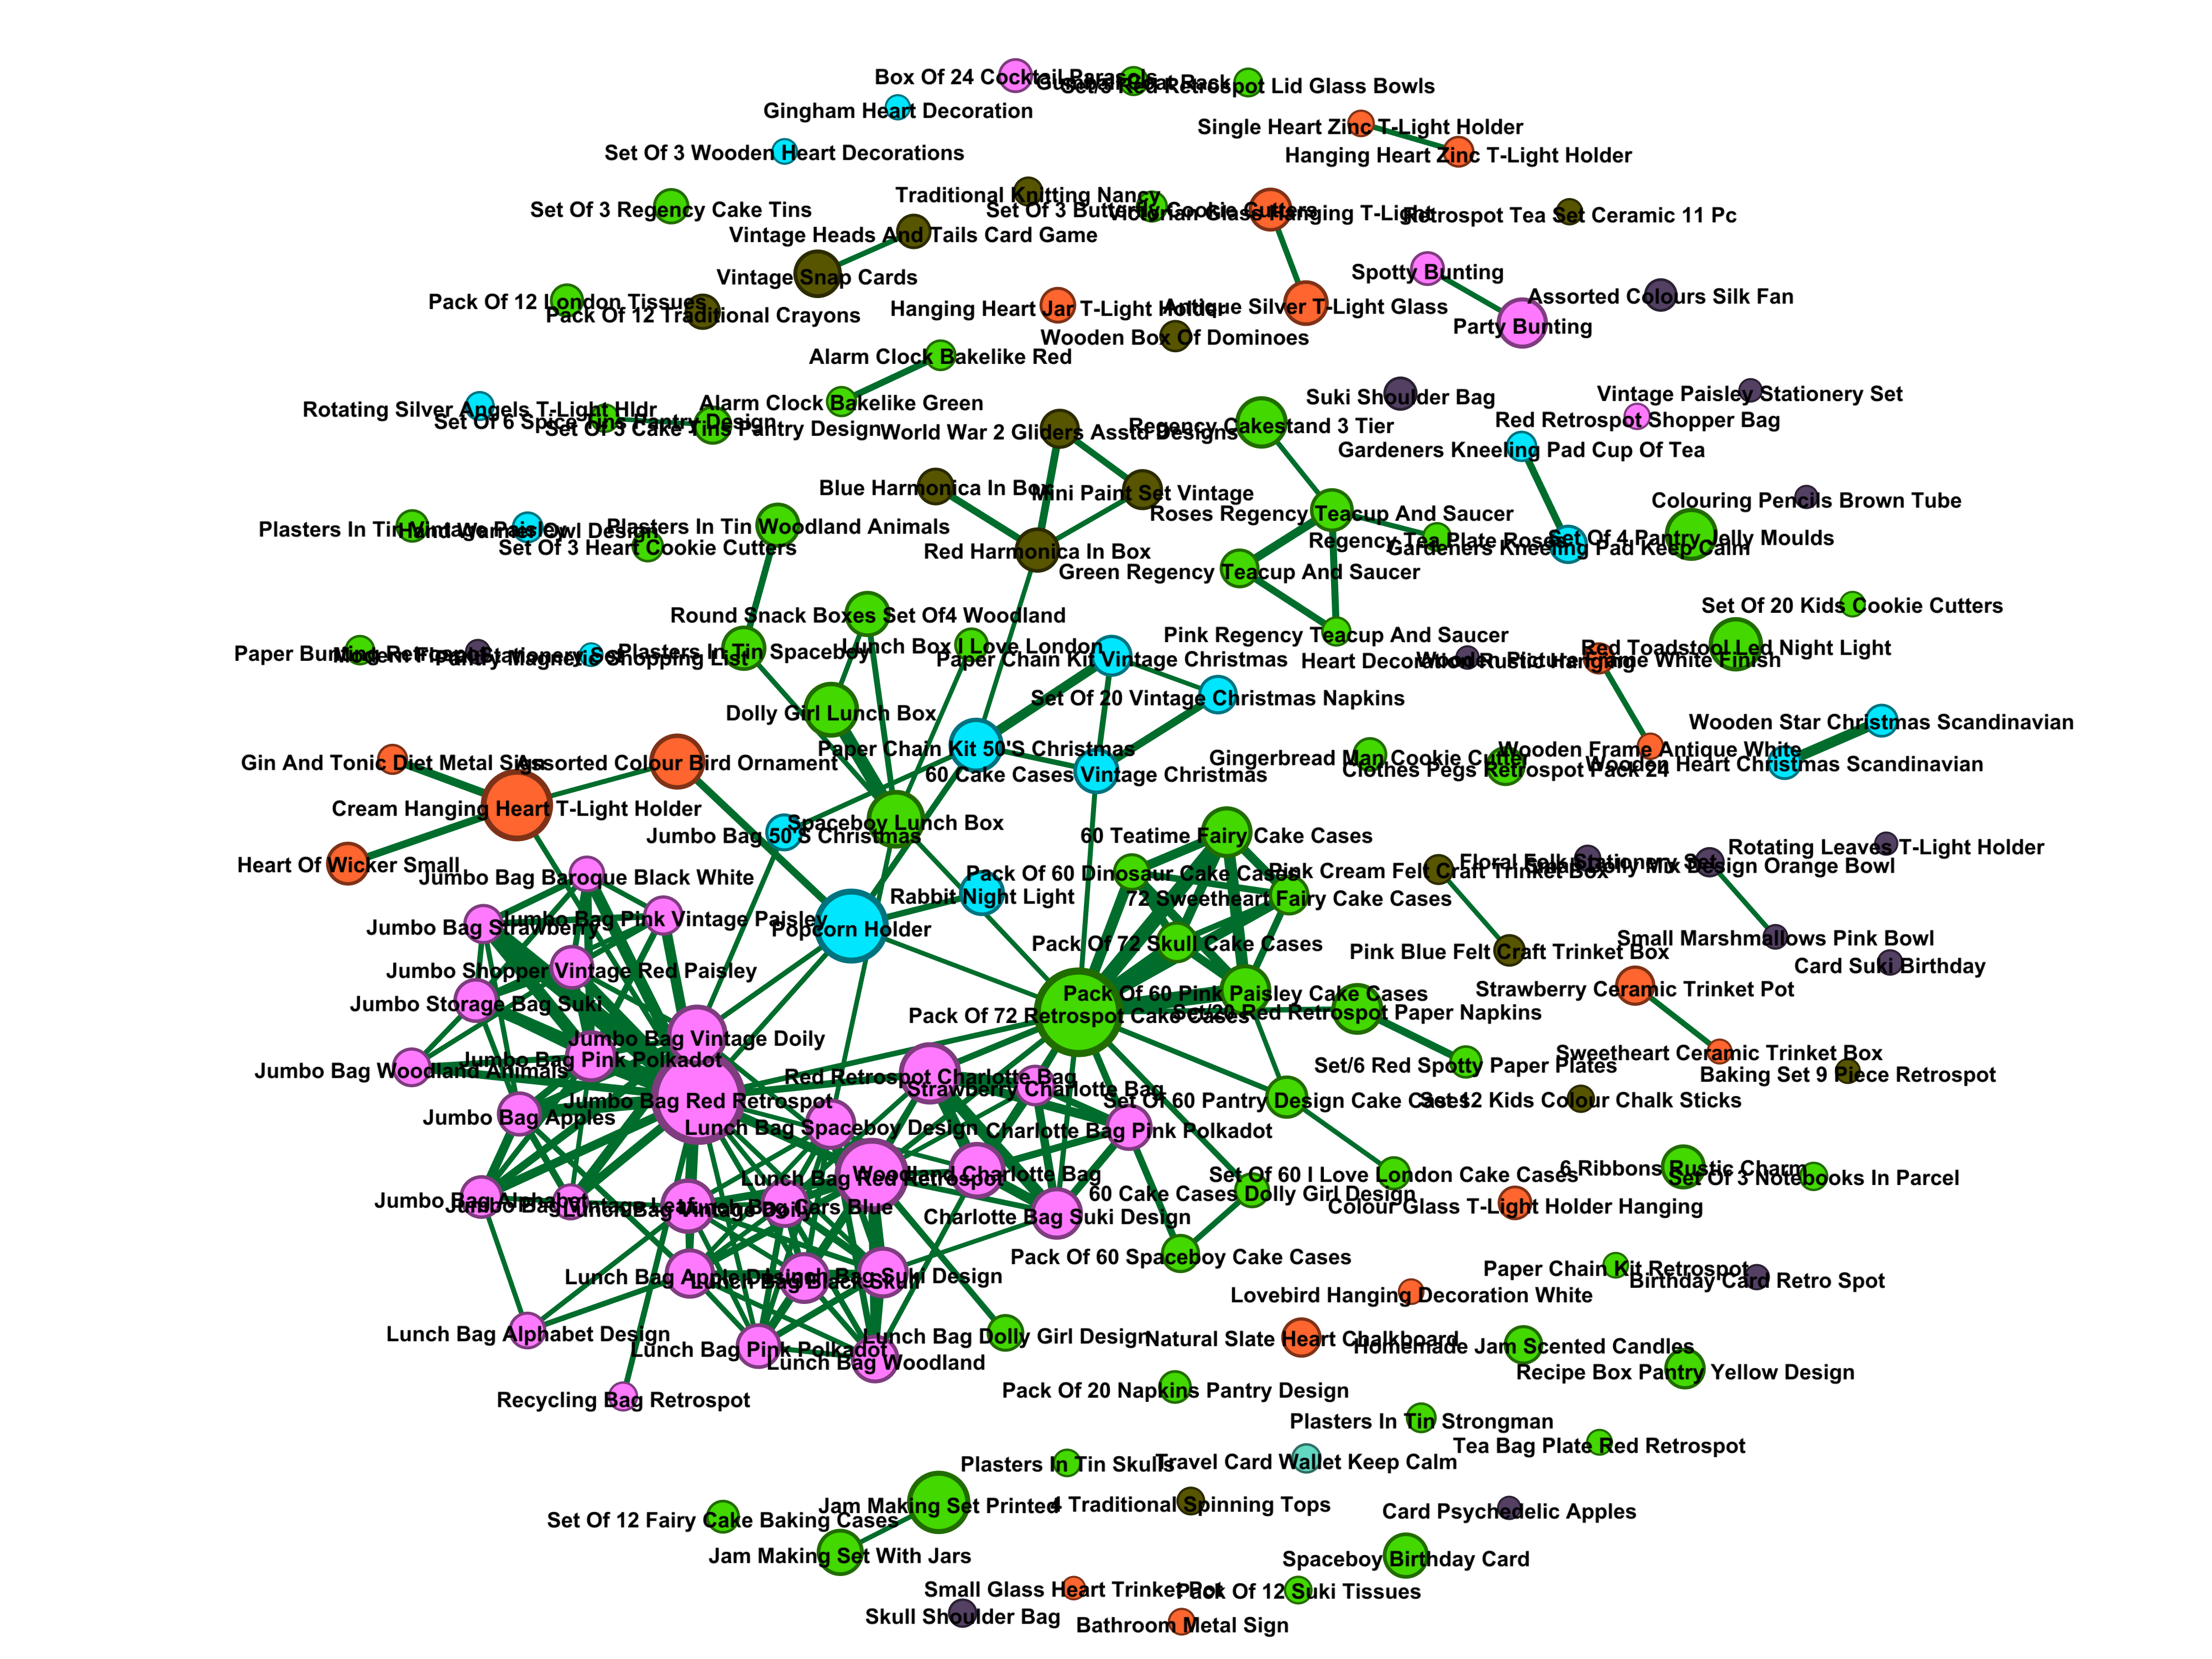 Box Of 24 Cocktail Parasols
Gumball Coat Rack
Set/5 Red Retrospot Lid Glass Bowls
Gingham Heart Decoration
Single Heart Zinc T-Light Holder
Set Of 3 Wooden Heart Decorations
Hanging Heart Zinc T-Light Holder
Traditional Knitting Nancy
Set Of 3 Regency Cake Tins
Set Of 3 Butterfly Cookie Cutters
Victorian Glass Hanging T-Light
Retrospot Tea Set Ceramic 11 Pc
Vintage Heads And Tails Card Game
Vintage Snap Cards
Spotty Bunting
Assorted Colours Silk Fan
Pack Of 12 London Tissues
Pack Of 12 Traditional Crayons
Hanging Heart Jar T-Light Holder
Antique Silver T-Light Glass
Party Bunting
Wooden Box Of Dominoes
Alarm Clock Bakelike Red
Suki Shoulder Bag
Vintage Paisley Stationery Set
Alarm Clock Bakelike Green
Rotating Silver Angels T-Light Hldr
Set Of 6 Spice Tins Pantry Design
Set Of 3 Cake Tins Pantry Design
World War 2 Gliders Asstd Designs
Regency Cakestand 3 Tier
Red Retrospot Shopper Bag
Gardeners Kneeling Pad Cup Of Tea
Blue Harmonica In Box
Mini Paint Set Vintage
Colouring Pencils Brown Tube
Roses Regency Teacup And Saucer
Plasters In Tin Vintage Paisley
Hand Warmer Owl Design
Plasters In Tin Woodland Animals
Set Of 3 Heart Cookie Cutters
Red Harmonica In Box
Regency Tea Plate Roses
Gardeners Kneeling Pad Keep Calm
Set Of 4 Pantry Jelly Moulds
Green Regency Teacup And Saucer
Set Of 20 Kids Cookie Cutters
Round Snack Boxes Set Of4 Woodland
Pink Regency Teacup And Saucer
Lunch Box I Love London
Red Toadstool Led Night Light
Paper Bunting Retrospot
Pantry Magnetic Shopping List
Plasters In Tin Spaceboy
Paper Chain Kit Vintage Christmas
Heart Decoration Rustic Hanging
Wooden Picture Frame White Finish
Set Of 20 Vintage Christmas Napkins
Dolly Girl Lunch Box
Wooden Star Christmas Scandinavian
Paper Chain Kit 50'S Christmas
Wooden Frame Antique White
Gin And Tonic Diet Metal Sign
Assorted Colour Bird Ornament
60 Cake Cases Vintage Christmas
Gingerbread Man Cookie Cutter
Clothes Pegs Retrospot Pack 24
Wooden Heart Christmas Scandinavian
Cream Hanging Heart T-Light Holder
Spaceboy Lunch Box
Jumbo Bag 50'S Christmas
60 Teatime Fairy Cake Cases
Rotating Leaves T-Light Holder
Heart Of Wicker Small
Jumbo Bag Baroque Black White
Pack Of 60 Dinosaur Cake Cases
Pink Cream Felt Craft Trinket Box
Floral Folk Stationery Set
Small Dolly Mix Design Orange Bowl
Rabbit Night Light
72 Sweetheart Fairy Cake Cases
Jumbo Bag Pink Vintage Paisley
Jumbo Bag Strawberry
Popcorn Holder
Pack Of 72 Skull Cake Cases
Pink Blue Felt Craft Trinket Box
Small Marshmallows Pink Bowl
Card Suki Birthday
Jumbo Shopper Vintage Red Paisley
Strawberry Ceramic Trinket Pot
Pack Of 60 Pink Paisley Cake Cases
Jumbo Storage Bag Suki
Pack Of 72 Retrospot Cake Cases
Set/20 Red Retrospot Paper Napkins
Jumbo Bag Vintage Doily
Jumbo Bag Pink Polkadot
Jumbo Bag Woodland Animals
Sweetheart Ceramic Trinket Box
Set/6 Red Spotty Paper Plates
Baking Set 9 Piece Retrospot
Red Retrospot Charlotte Bag
Strawberry Charlotte Bag
Jumbo Bag Red Retrospot
Set Of 60 Pantry Design Cake Cases
Set 12 Kids Colour Chalk Sticks
Jumbo Bag Apples
Lunch Bag Spaceboy Design
Charlotte Bag Pink Polkadot
Woodland Charlotte Bag
Lunch Bag Red Retrospot
Set Of 60 I Love London Cake Cases
6 Ribbons Rustic Charm
Set Of 3 Notebooks In Parcel
60 Cake Cases Dolly Girl Design
Jumbo Bag Alphabet
Jumbo Bag Vintage Leaf
Lunch Bag Vintage Doily
Lunch Bag Cars Blue
Colour Glass T-Light Holder Hanging
Charlotte Bag Suki Design
Pack Of 60 Spaceboy Cake Cases
Paper Chain Kit Retrospot
Birthday Card Retro Spot
Lunch Bag Apple Design
Lunch Bag Black Skull
Lunch Bag Suki Design
Lovebird Hanging Decoration White
Lunch Bag Alphabet Design
Lunch Bag Dolly Girl Design
Natural Slate Heart Chalkboard
Homemade Jam Scented Candles
Lunch Bag Pink Polkadot
Lunch Bag Woodland
Recipe Box Pantry Yellow Design
Pack Of 20 Napkins Pantry Design
Recycling Bag Retrospot
Plasters In Tin Strongman
Tea Bag Plate Red Retrospot
Plasters In Tin Skulls
Travel Card Wallet Keep Calm
Jam Making Set Printed
4 Traditional Spinning Tops
Card Psychedelic Apples
Set Of 12 Fairy Cake Baking Cases
Jam Making Set With Jars
Spaceboy Birthday Card
Small Glass Heart Trinket Pot
Pack Of 12 Suki Tissues
Skull Shoulder Bag
Bathroom Metal Sign